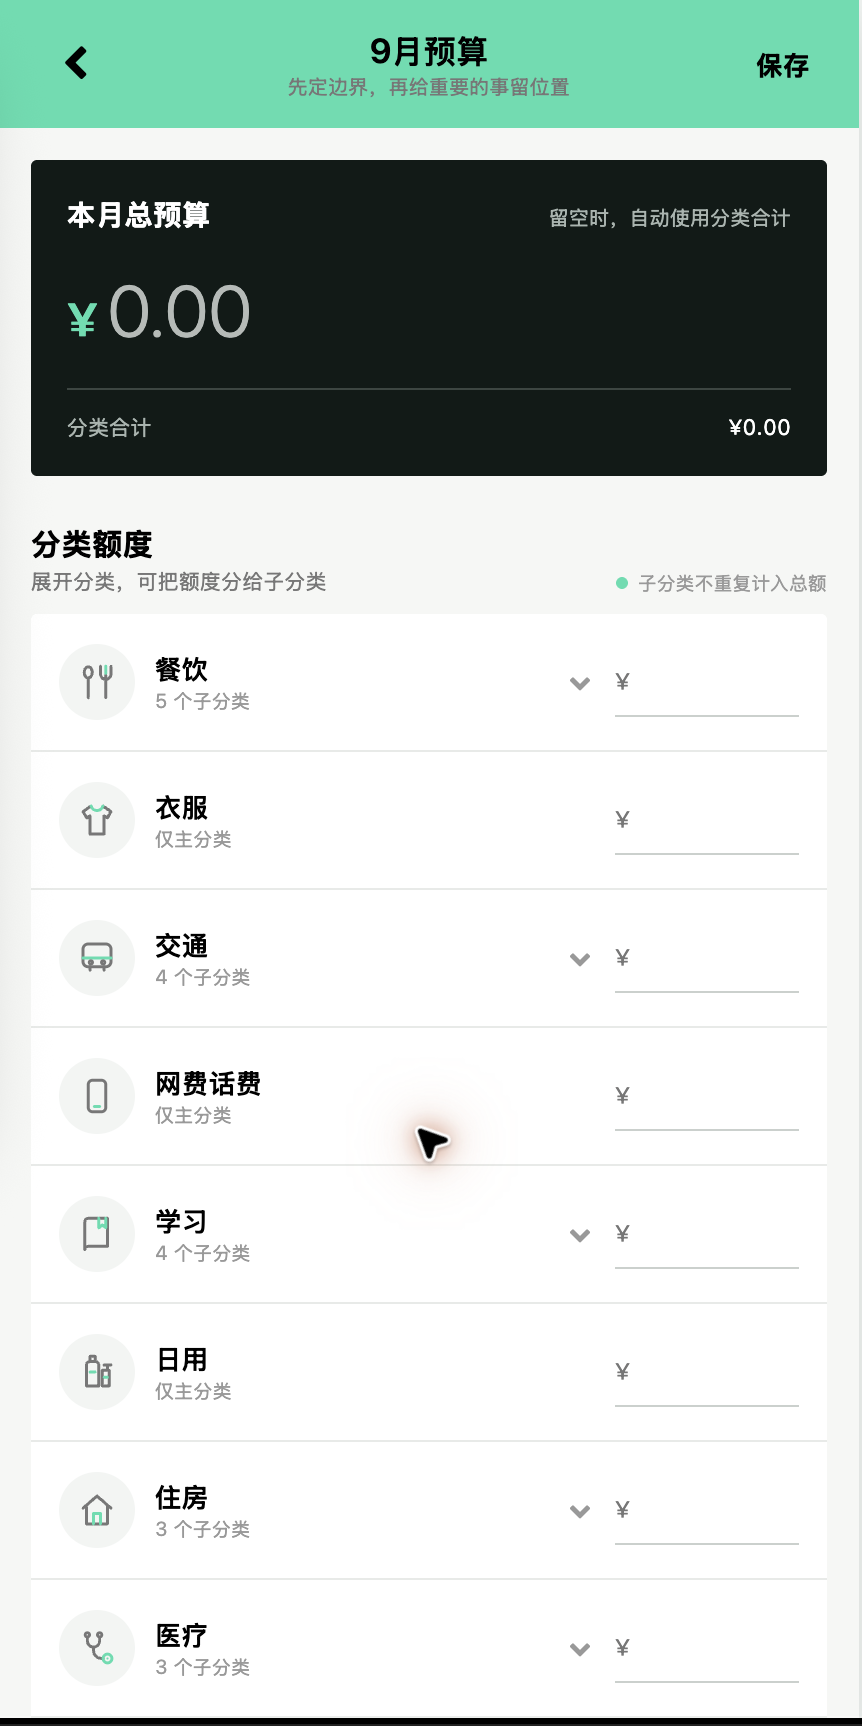 9月预算
先定边界，再给重要的事留位置
保存
本月总预算
留空时，自动使用分类合计
¥ 0.00
分类合计
¥0.00
分类额度
展开分类，可把额度分给子分类
子分类不重复计入总额
餐饮
5 个子分类
¥
衣服
仅主分类
¥
交通
4 个子分类
¥
网费话费
仅主分类
¥
学习
4 个子分类
¥
日用
仅主分类
¥
住房
3 个子分类
¥
医疗
3 个子分类
¥